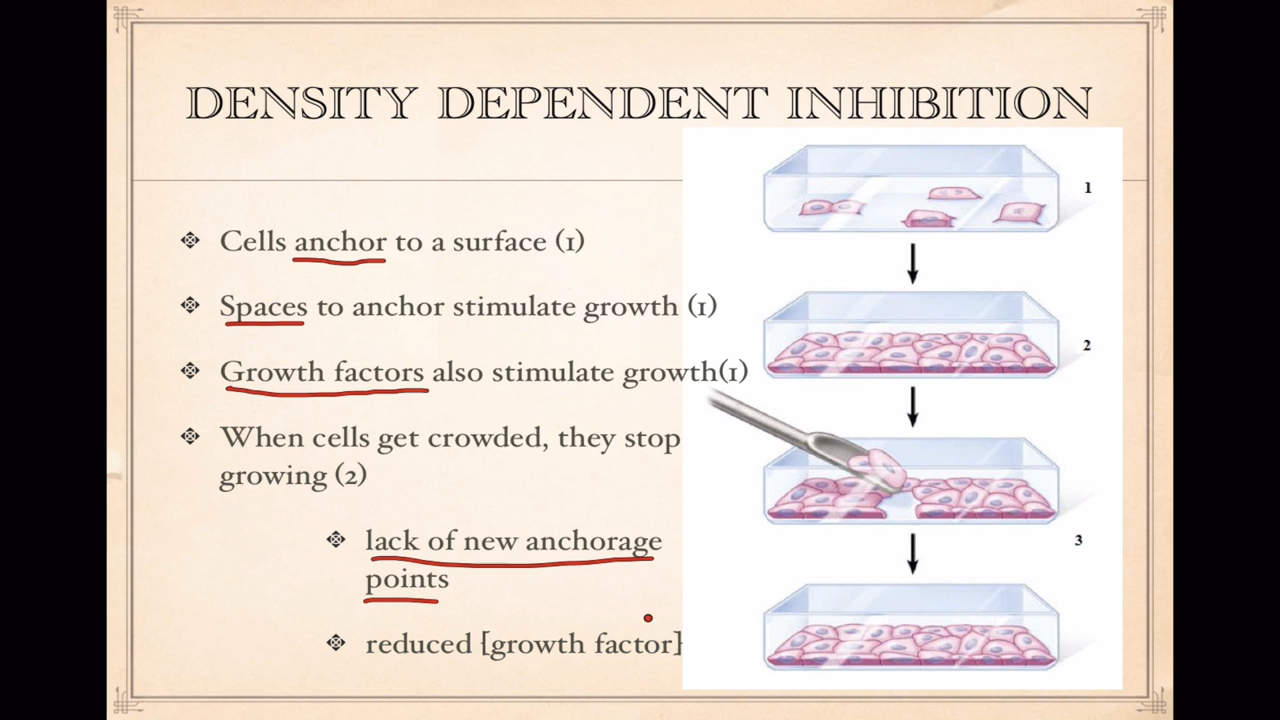 DENSITY DEPENDENT INHIBITION
Cells anchor to a surface (1)
Spaces to anchor stimulate growth (1)
Growth factors also stimulate growth(1)
When cells get crowded, they stop
growing (2)
lack of new anchorage
points
reduced [growth factor]
1
2
3